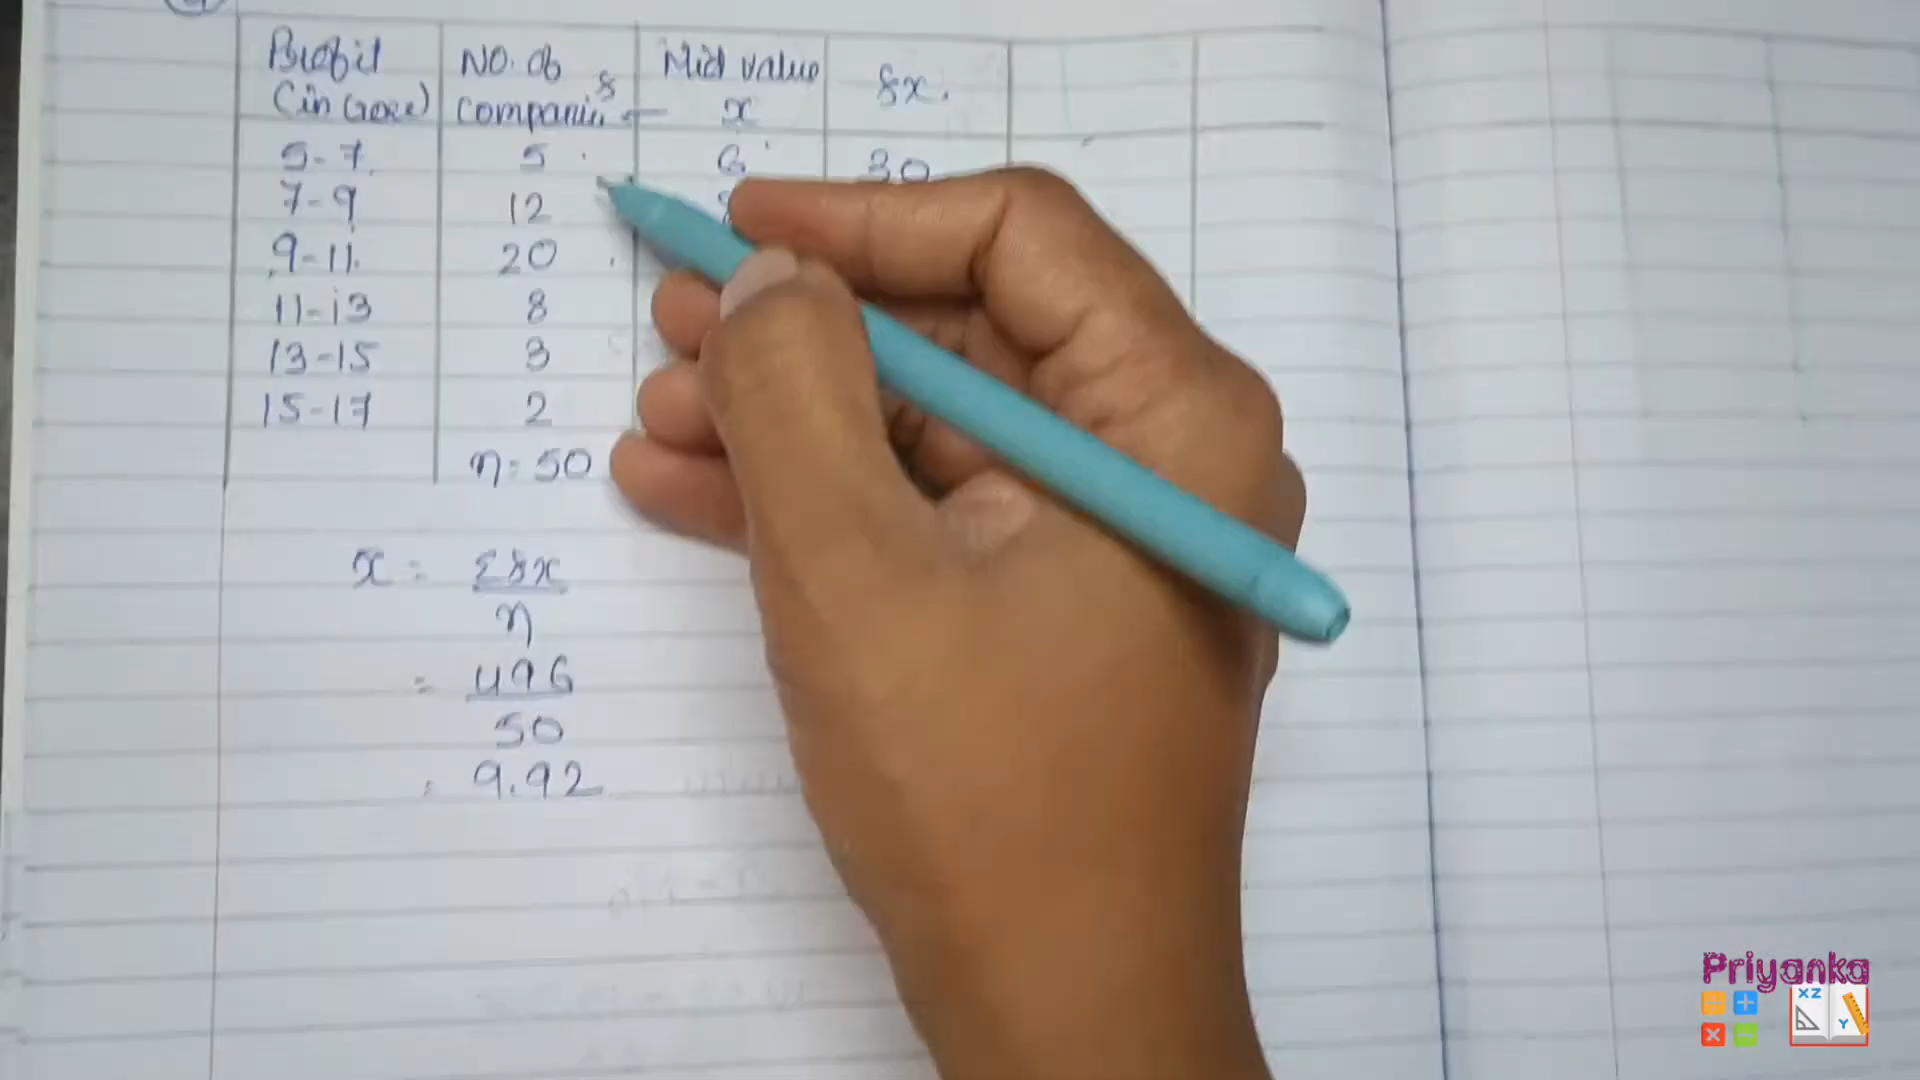 Profit No. of Mid value fx.
(in Crore) companies f x
5-7 5 6 30
7-9 12
9-11 20
11-13 8
13-15 3
15-17 2
n = 50
x = Σfx
n
= 496
50
= 9.92
Priyanka
XZ
Y